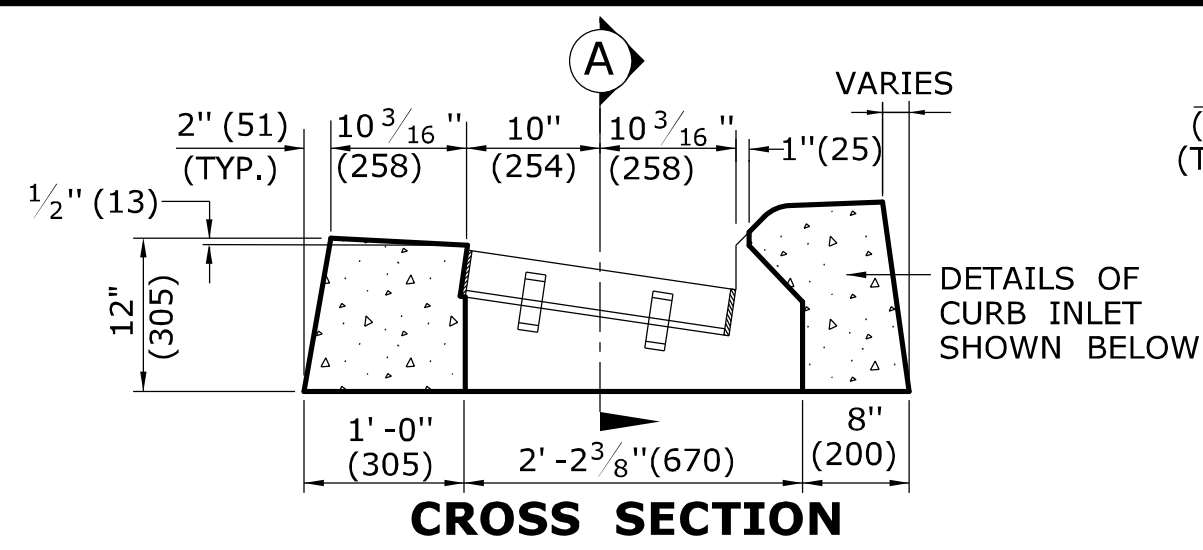 A
VARIES
2" (51)
(TYP.)
10 3/16 "
(258)
10"
(254)
10 3/16 "
(258)
1"(25)
(
(T
1/2" (13)
12"
(305)
DETAILS OF
CURB INLET
SHOWN BELOW
1' -0"
(305)
2' -2 3/8"(670)
8"
(200)
CROSS SECTION